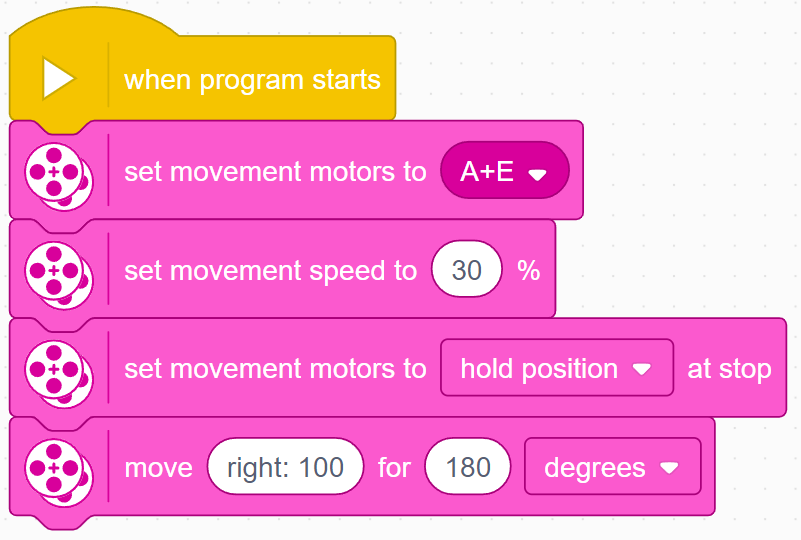 when program starts
set movement motors to A+E
set movement speed to 30 %
set movement motors to hold position at stop
move right: 100 for 180 degrees